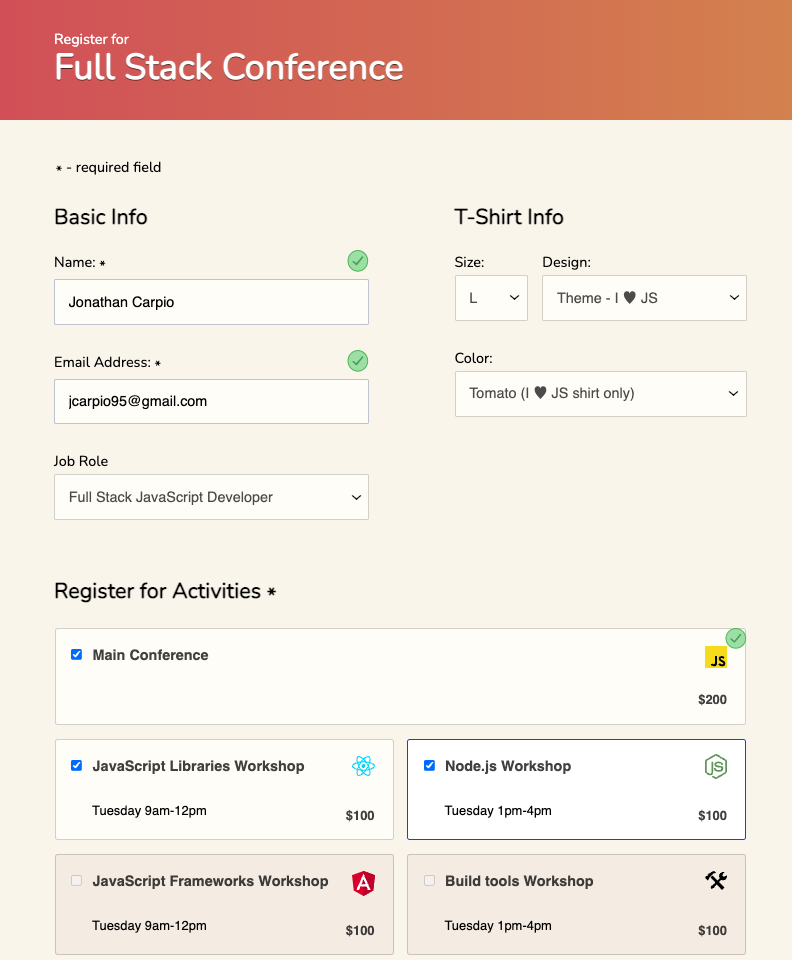 Register for
Full Stack Conference
* - required field
Basic Info
Name: *
Jonathan Carpio
Email Address: *
jcarpio95@gmail.com
Job Role
Full Stack JavaScript Developer
T-Shirt Info
Size:
Design:
L
Theme - I ♥ JS
Color:
Tomato (I ♥ JS shirt only)
Register for Activities *
Main Conference
JS
$200
JavaScript Libraries Workshop
Tuesday 9am-12pm
$100
Node.js Workshop
JS
Tuesday 1pm-4pm
$100
JavaScript Frameworks Workshop
A
Tuesday 9am-12pm
$100
Build tools Workshop
Tuesday 1pm-4pm
$100